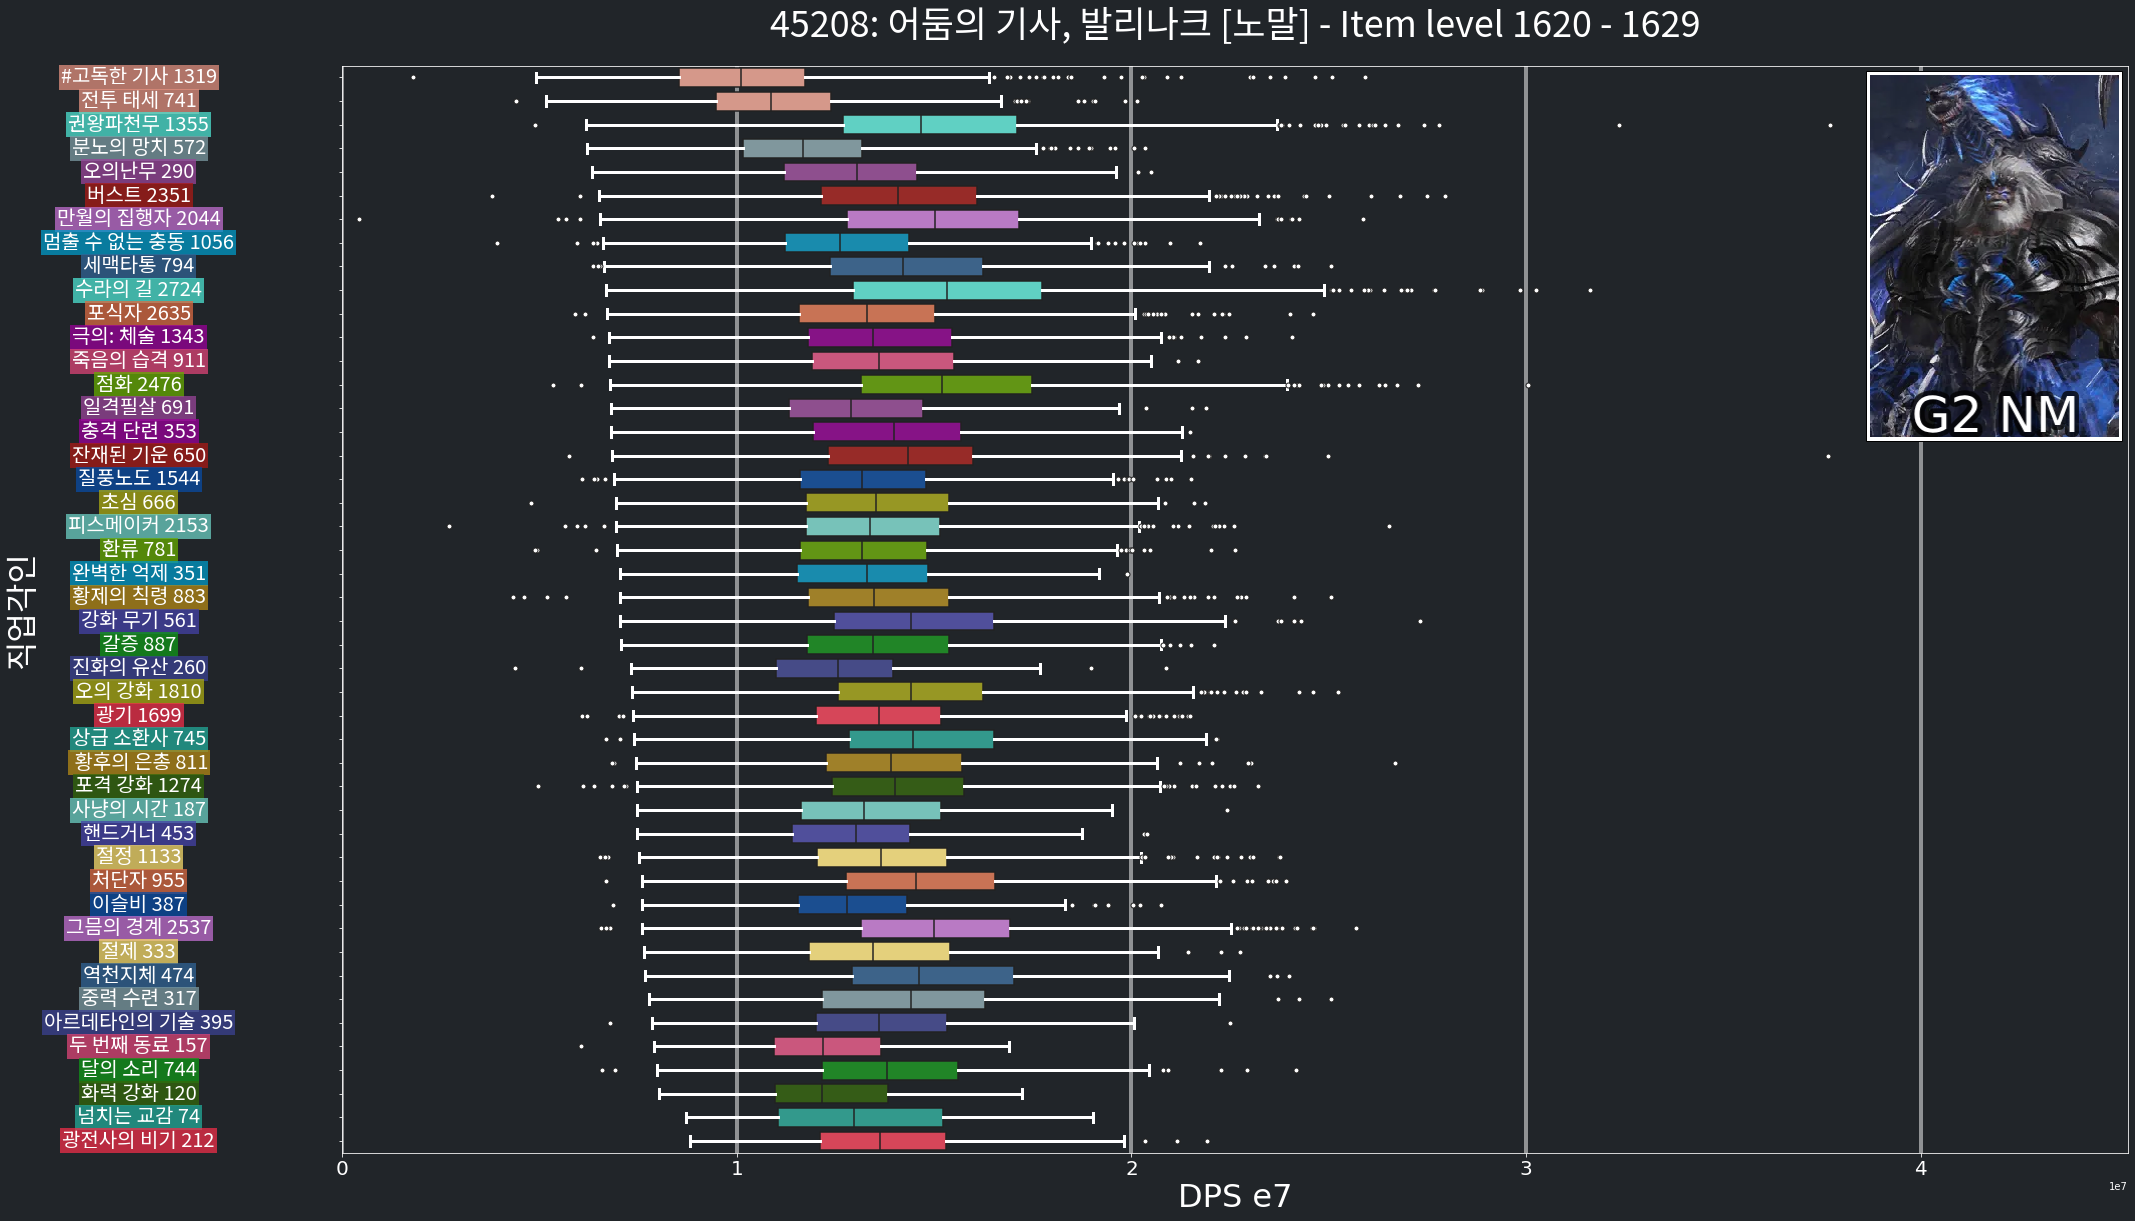 45208: 어둠의 기사, 발리나크 [노말] - Item level 1620 - 1629
#고독한 기사 1319
전투 태세 741
권왕파천무 1355
분노의 망치 572
오의난무 290
버스트 2351
만월의 집행자 2044
멈출 수 없는 충동 1056
세맥타통 794
수라의 길 2724
포식자 2635
극의: 체술 1343
죽음의 습격 911
점화 2476
일격필살 691
충격 단련 353
잔재된 기운 650
질풍노도 1544
초심 666
피스메이커 2153
환류 781
완벽한 억제 351
황제의 칙령 883
강화 무기 561
갈증 887
진화의 유산 260
오의 강화 1810
광기 1699
상급 소환사 745
황후의 은총 811
포격 강화 1274
사냥의 시간 187
핸드거너 453
절정 1133
처단자 955
이슬비 387
그믐의 경계 2537
절제 333
역천지체 474
중력 수련 317
아르데타인의 기술 395
두 번째 동료 157
달의 소리 744
화력 강화 120
넘치는 교감 74
광전사의 비기 212
직업각인
G2 NM
0 1 2 3 4
DPS e7
1e7